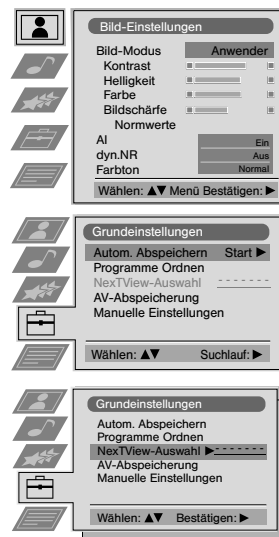 Bild-Einstellungen
Bild-Modus Anwender
Kontrast
Helligkeit
Farbe
Bildschärfe
Normwerte
AI Ein
dyn.NR Aus
Farbton Normal
Wählen: ▲▼ Menü Bestätigen: ►
Grundeinstellungen
Autom. Abspeichern Start ►
Programme Ordnen
NexTView-Auswahl - - - - - - -
AV-Abspeicherung
Manuelle Einstellungen
Wählen: ▲▼ Suchlauf: ►
Grundeinstellungen
Autom. Abspeichern
Programme Ordnen
NexTView-Auswahl ► - - - - - - -
AV-Abspeicherung
Manuelle Einstellungen
Wählen: ▲▼ Bestätigen: ►